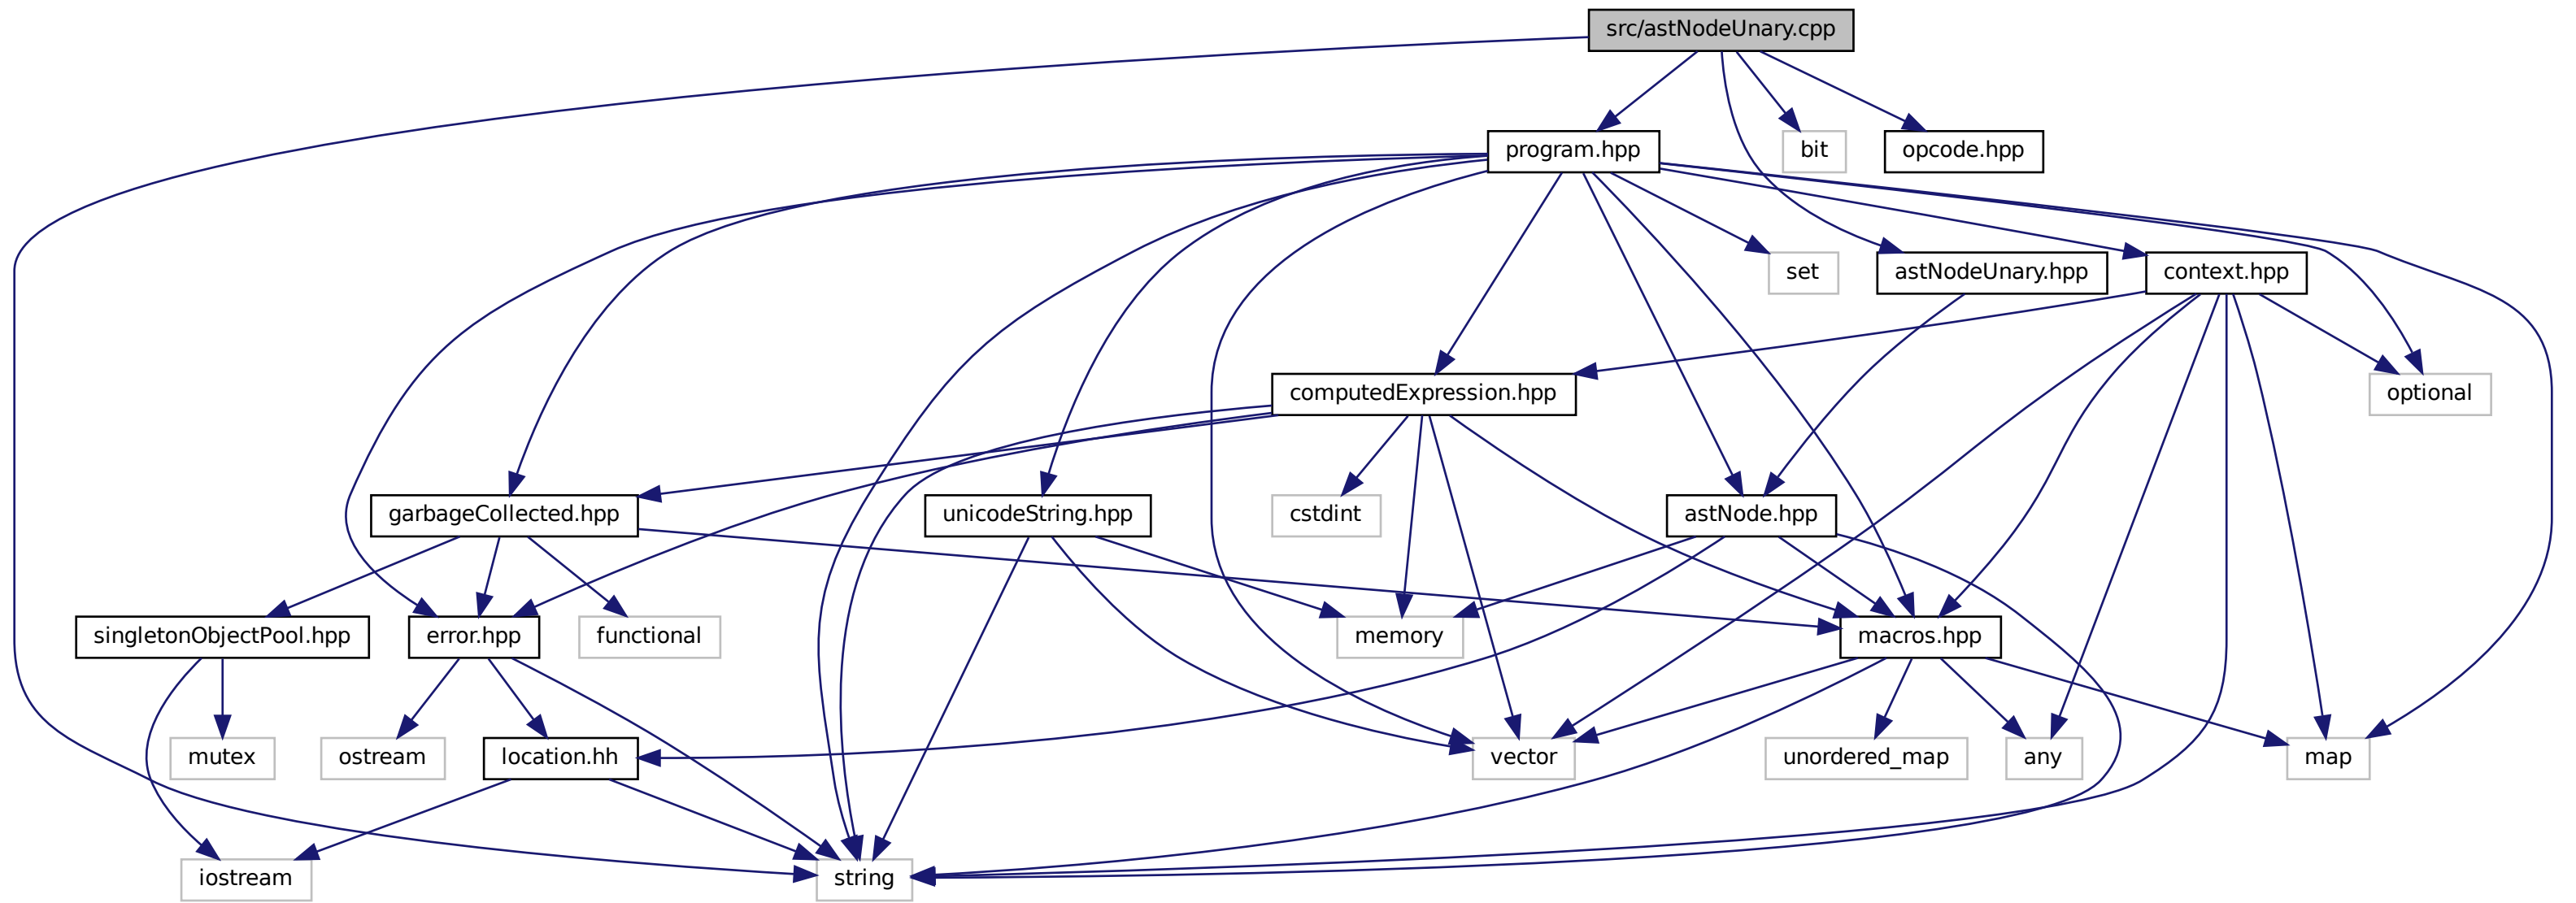 src/astNodeUnary.cpp
program.hpp
bit
opcode.hpp
set
astNodeUnary.hpp
context.hpp
computedExpression.hpp
optional
garbageCollected.hpp
unicodeString.hpp
cstdint
astNode.hpp
singletonObjectPool.hpp
error.hpp
functional
memory
macros.hpp
mutex
ostream
location.hh
vector
unordered_map
any
map
iostream
string